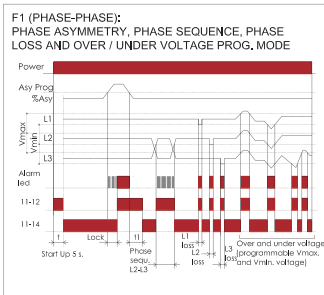 F1 (PHASE-PHASE):
PHASE ASYMMETRY, PHASE SEQUENCE, PHASE
LOSS AND OVER / UNDER VOLTAGE PROG. MODE
Power
Asy Prog
%Asy
Vmax
Vmin
L1
L2
L3
Alarm
led
11-12
11-14
t
Lock
t1
L1
loss
L2
loss
L3
loss
Start Up 5 s.
Phase
sequ.
L2-L3
Over and under voltage
(programmable Vmax.
and Vmin. voltage)